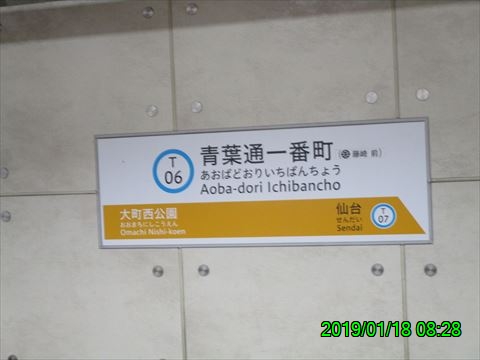 T
06
青葉通一番町 (藤崎 前)
あおばどおりいちばんちょう
Aoba-dori Ichibancho
大町西公園
おおまちにしこうえん
Omachi Nishi-koen
仙台
せんだい
Sendai
T
07
2019/01/18 08:28